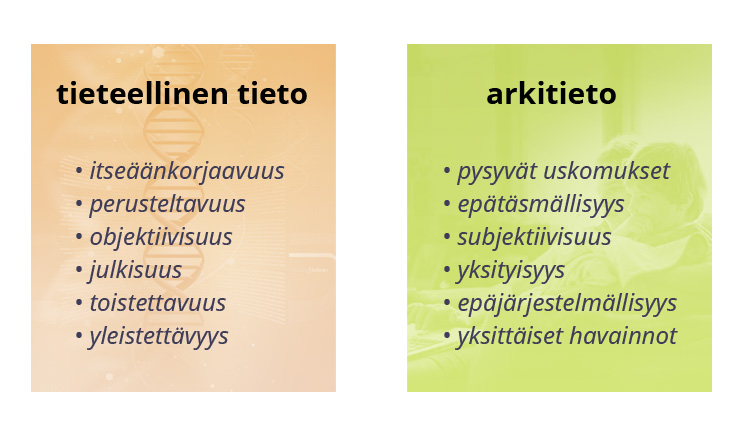 tieteellinen tieto
• itseäänkorjaavuus
• perusteltavuus
• objektiivisuus
• julkisuus
• toistettavuus
• yleistettävyys
arkitieto
• pysyvät uskomukset
• epätäsmällisyys
• subjektiivisuus
• yksityisyys
• epäjärjestelmällisyys
• yksittäiset havainnot